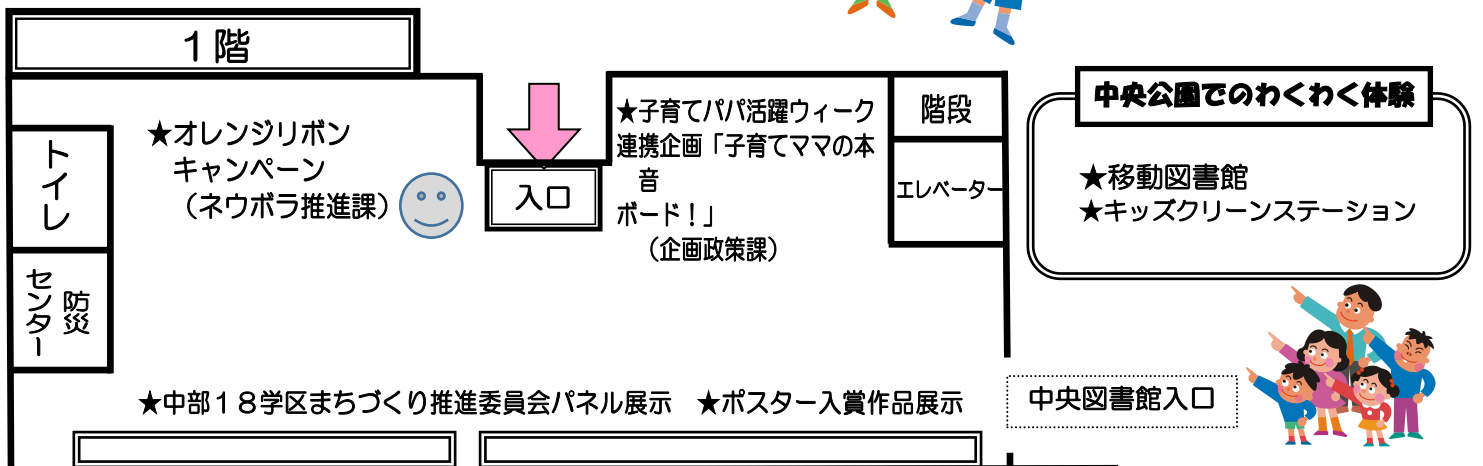 １階
トイレ
防災
センター
★オレンジリボン
キャンペーン
（ネウボラ推進課）
入口
★子育てパパ活躍ウィーク
連携企画「子育てママの本
音
ボード！」
（企画政策課）
階段
エレベーター
中央公園でのわくわく体験
★移動図書館
★キッズクリーンステーション
★中部１８学区まちづくり推進委員会パネル展示　★ポスター入賞作品展示
中央図書館入口